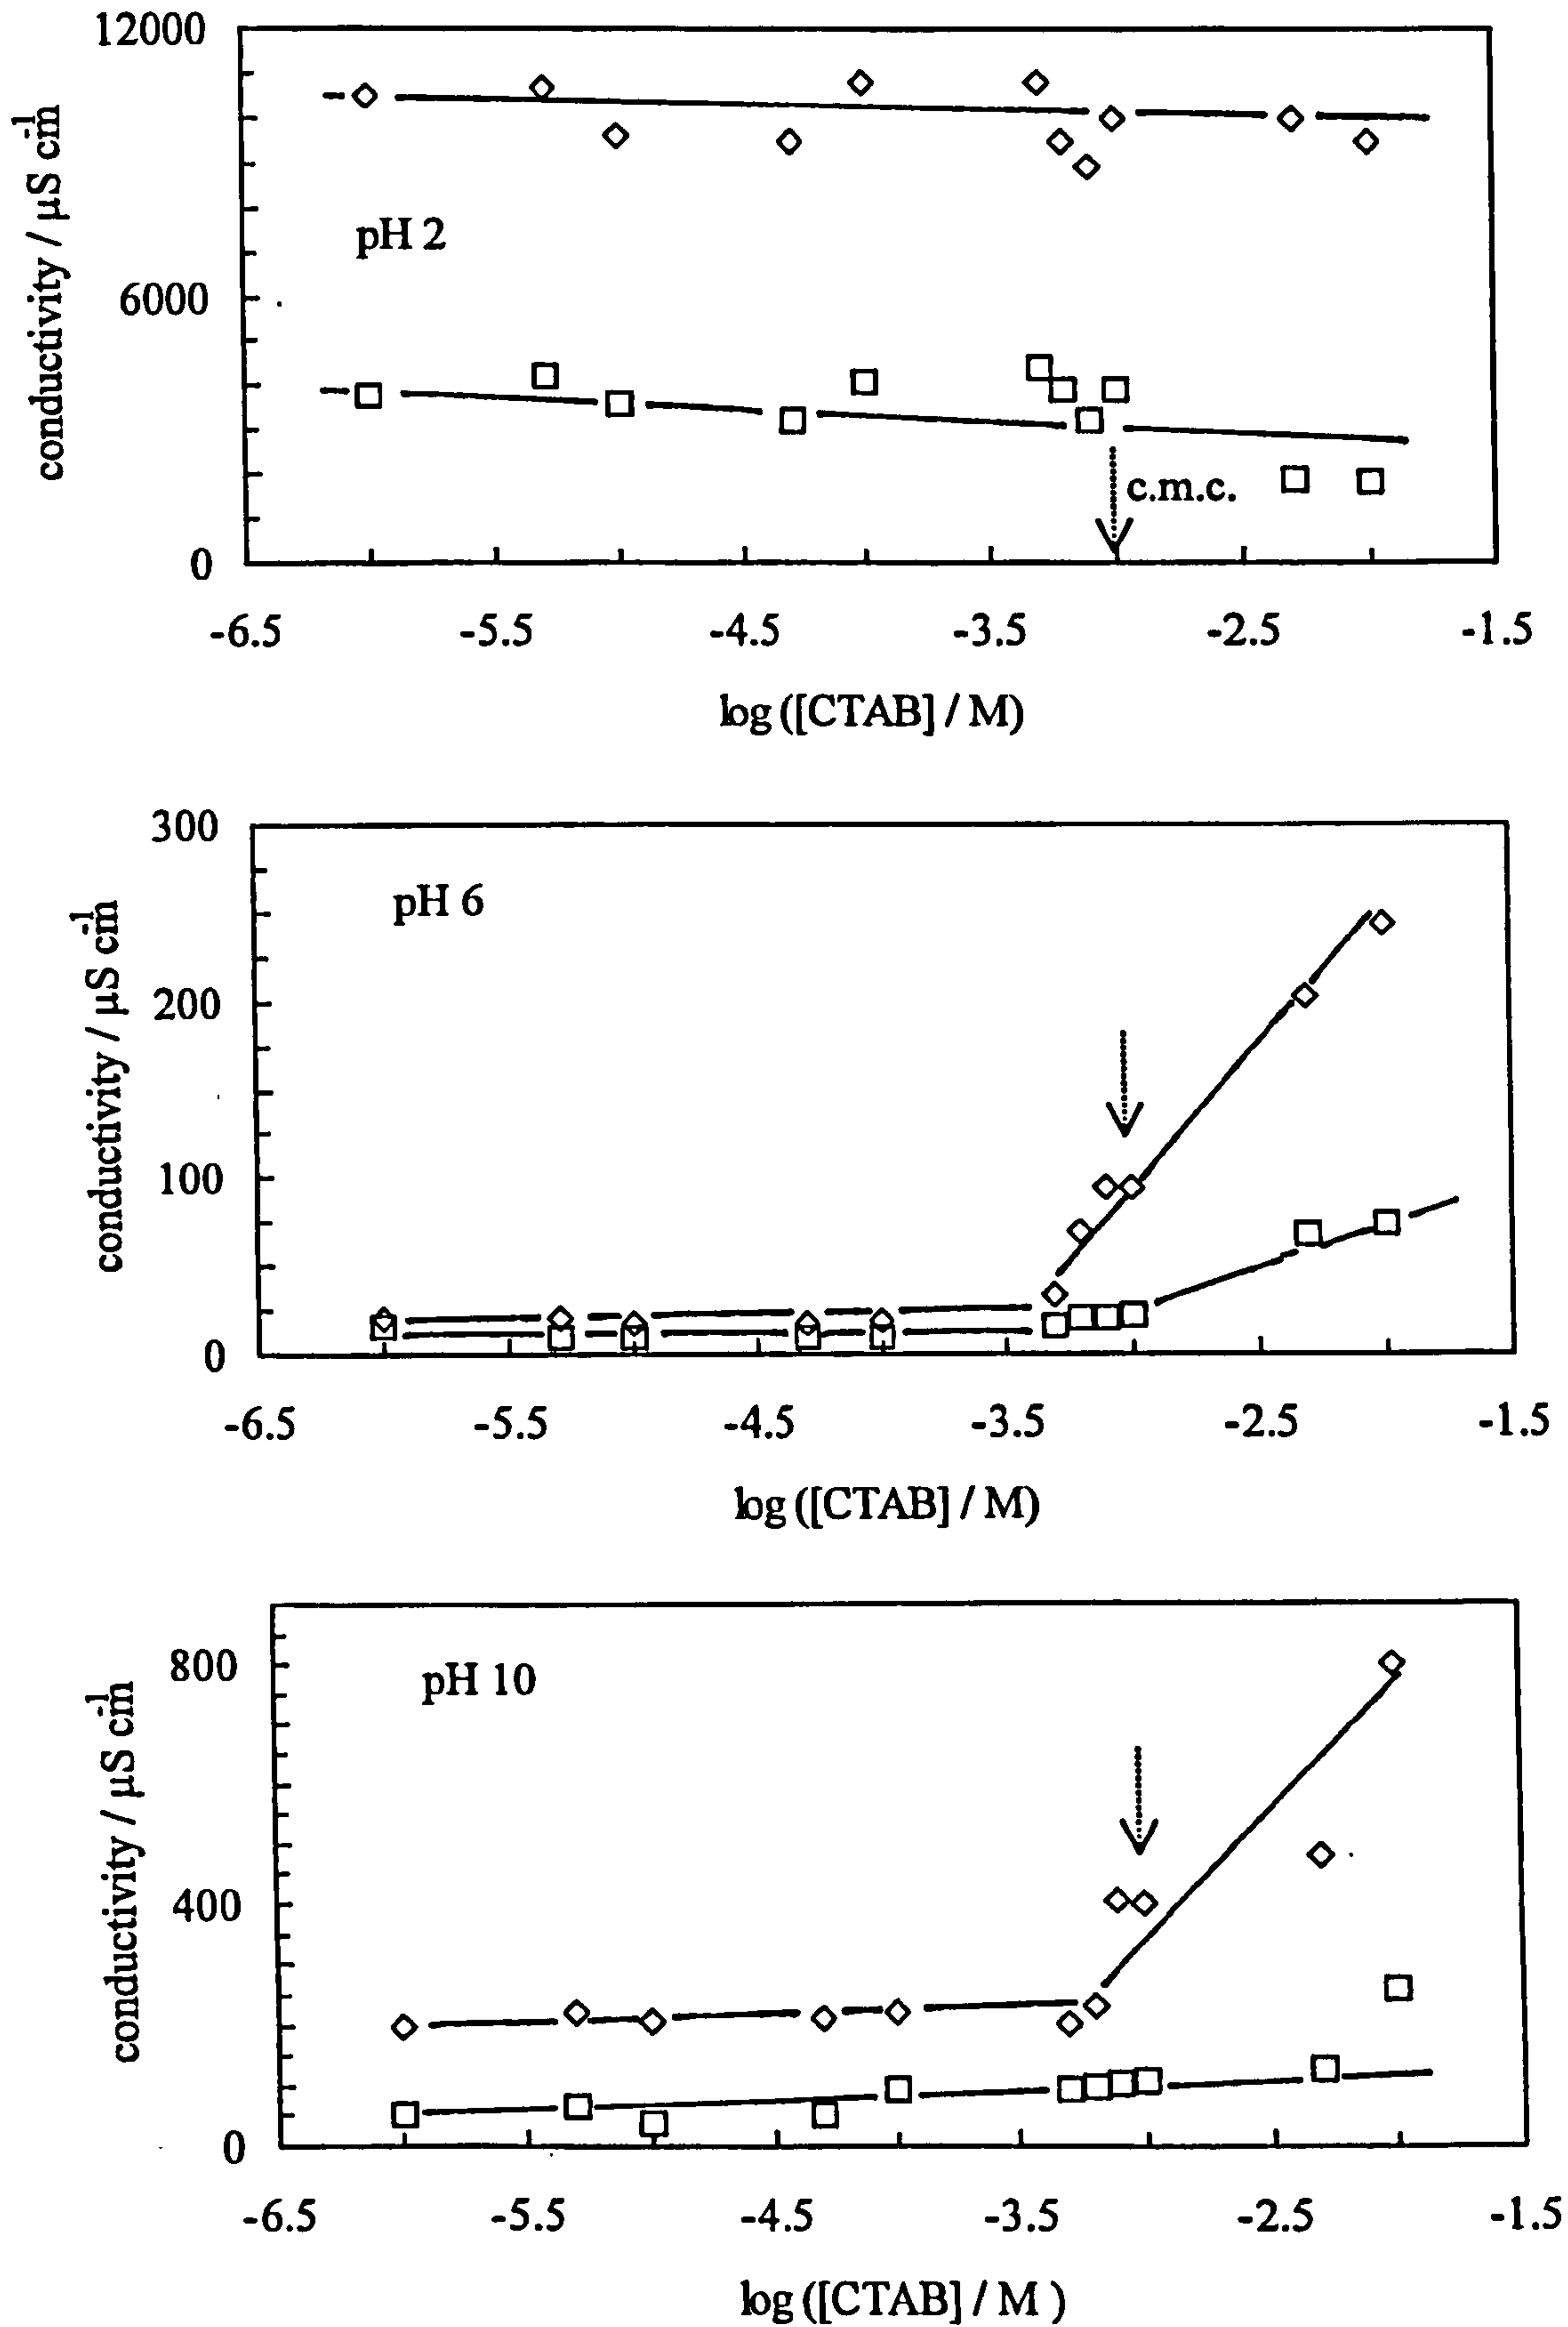 12000
6000
0
conductivity / µS cm-1
pH 2
c.m.c.
-6.5 -5.5 -4.5 -3.5 -2.5 -1.5
log ([CTAB] / M)
300
200
100
0
conductivity / µS cm-1
pH 6
-6.5 -5.5 -4.5 -3.5 -2.5 -1.5
log ([CTAB] / M)
800
400
0
conductivity / µS cm-1
pH 10
-6.5 -5.5 -4.5 -3.5 -2.5 -1.5
log ([CTAB] / M )